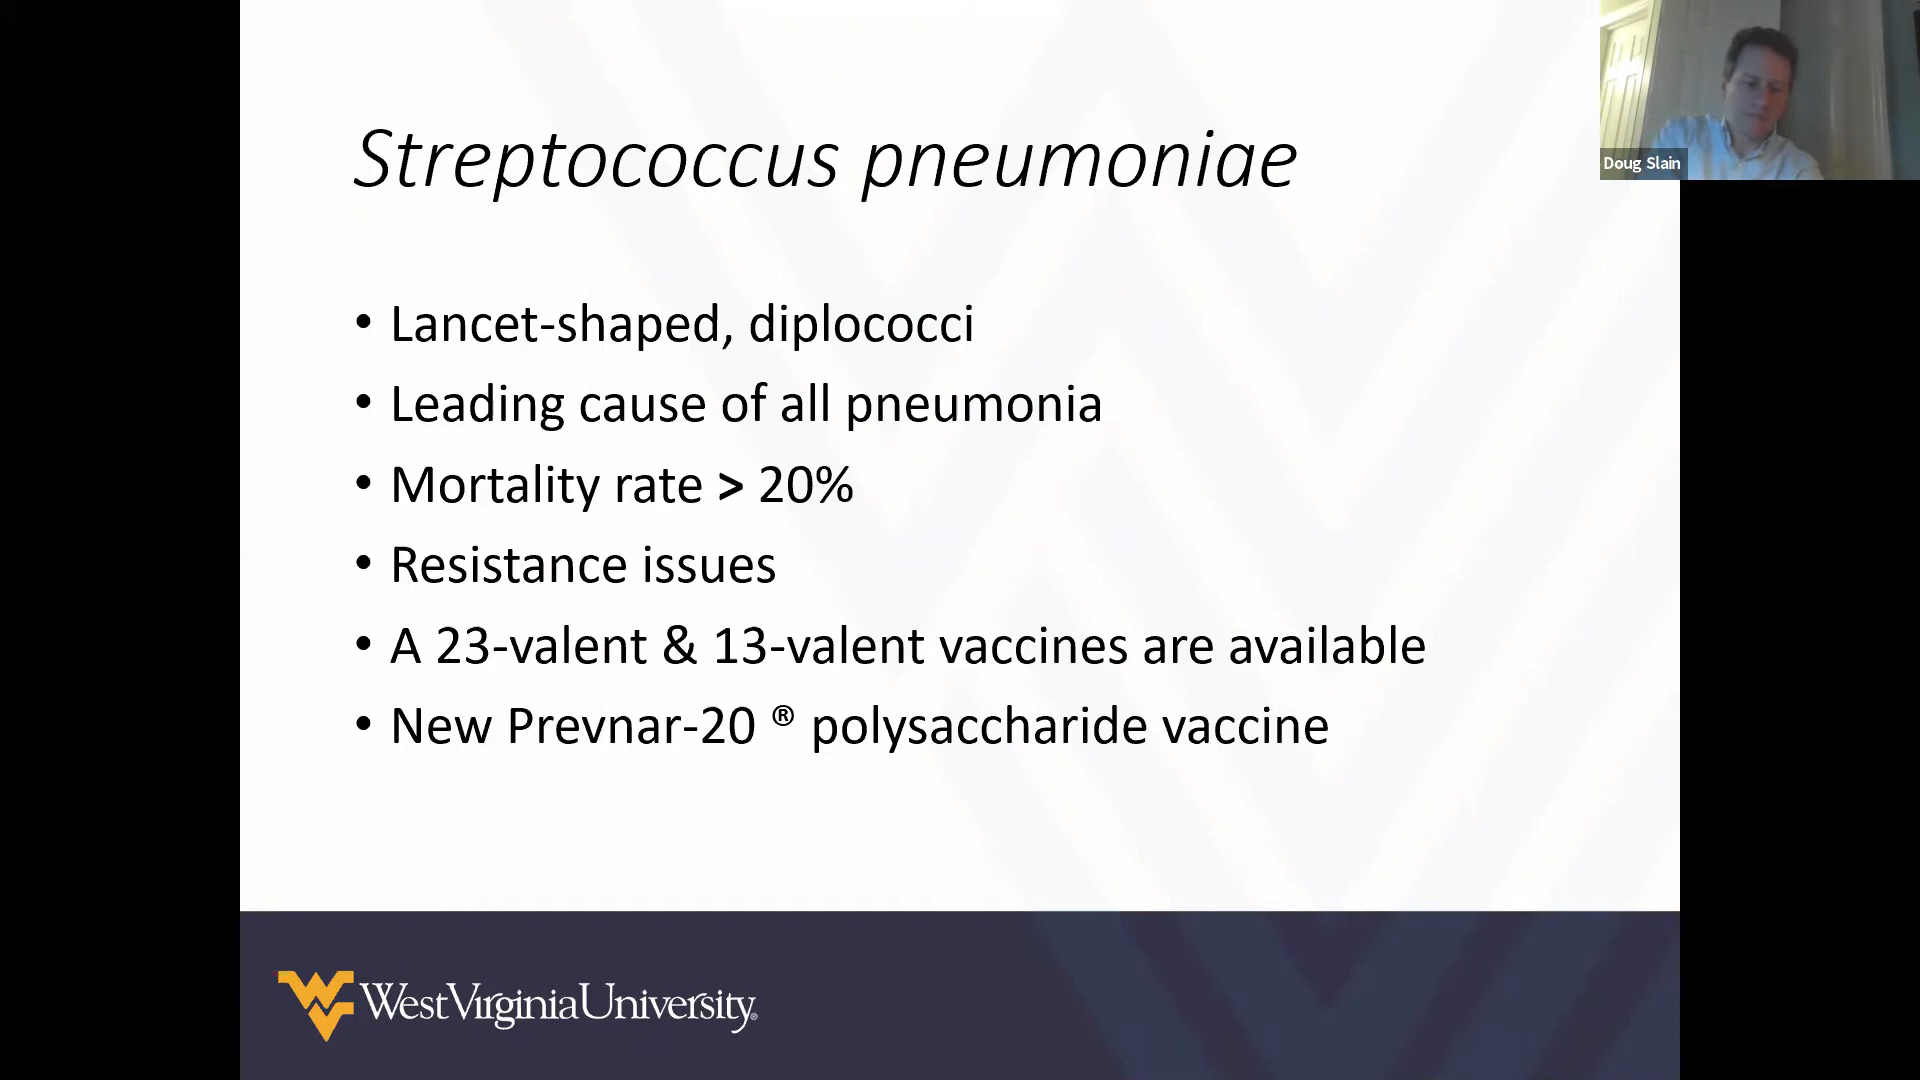 Streptococcus pneumoniae
Doug Slain
• Lancet-shaped, diplococci
• Leading cause of all pneumonia
• Mortality rate > 20%
• Resistance issues
• A 23-valent & 13-valent vaccines are available
• New Prevnar-20 ® polysaccharide vaccine
WestVirginiaUniversity®